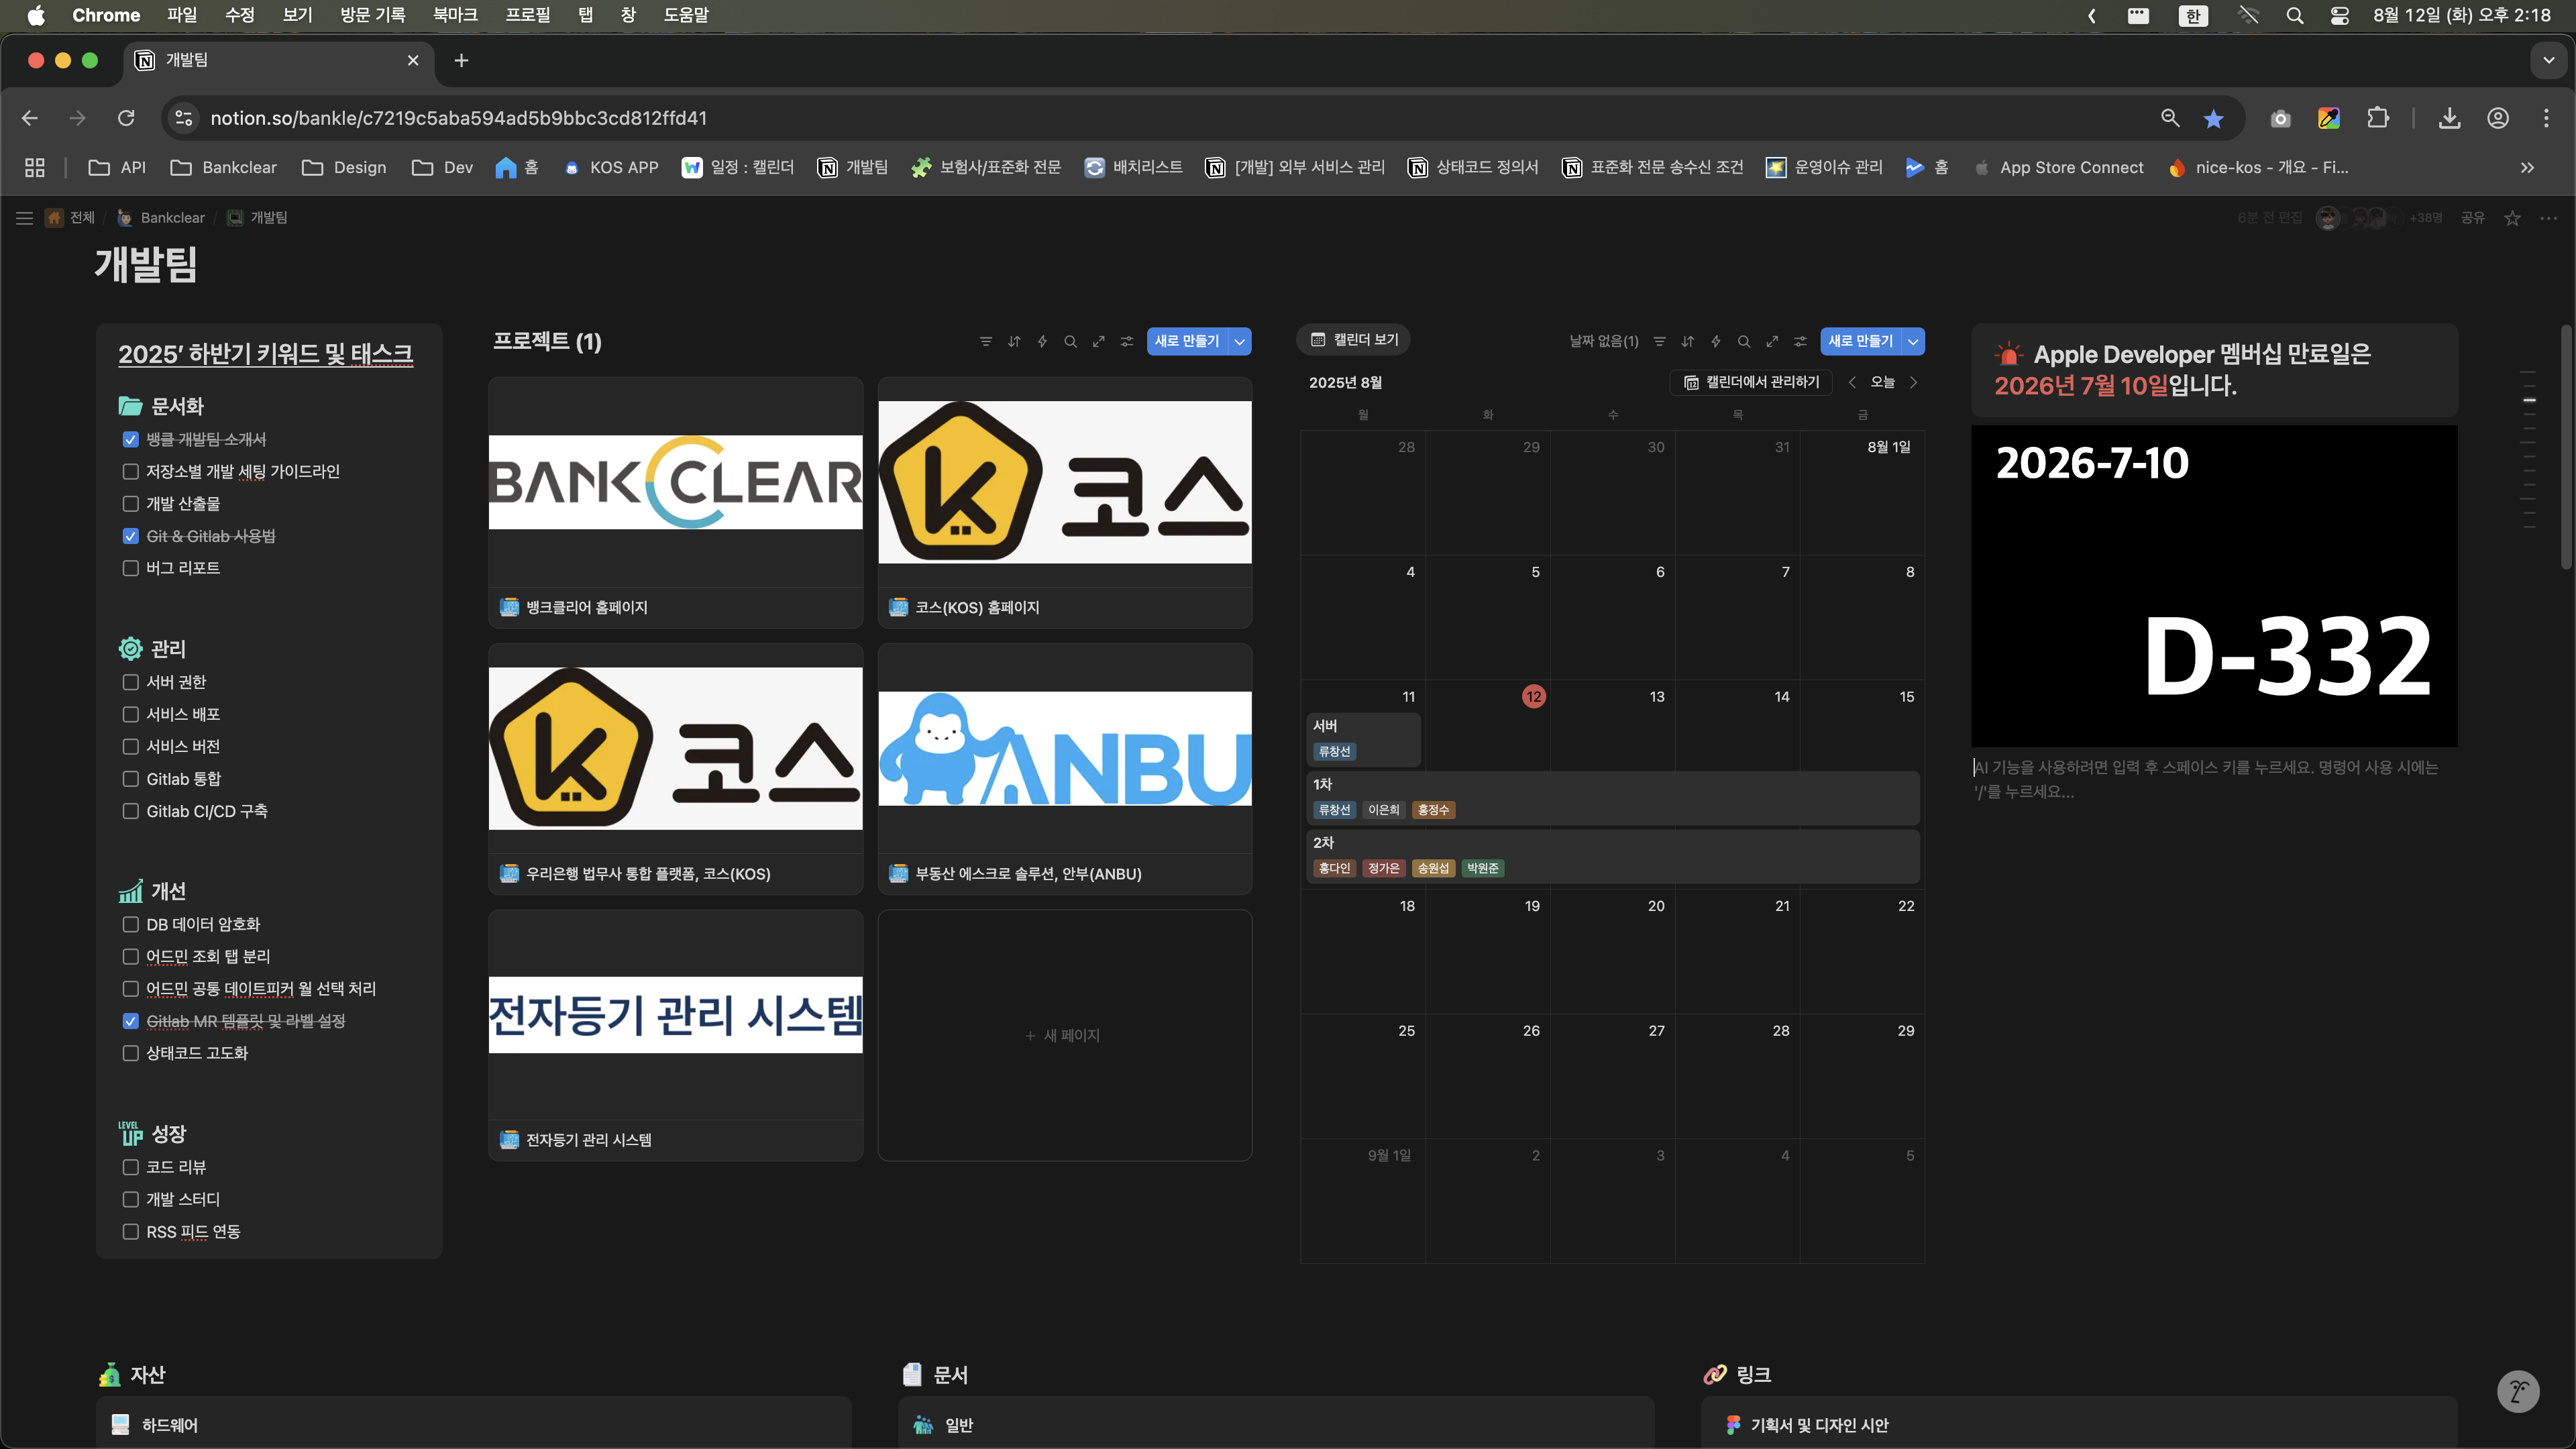 Chrome 파일 수정 보기 방문 기록 북마크 프로필 탭 창 도움말 한 8월 12일 (화) 오후 2:18
개발팀
notion.so/bankle/c7219c5aba594ad5b9bbc3cd812ffd41
API Bankclear Design Dev 홈 KOS APP 일정 : 캘린더 개발팀 보험사/표준화 전문 배치리스트 [개발] 외부 서비스 관리 상태코드 정의서 표준화 전문 송수신 조건 운영이슈 관리 홈 App Store Connect nice-kos - 개요 - Fi...
전체 / Bankclear / 개발팀 6분 전 편집 +38명 공유
개발팀
2025’ 하반기 키워드 및 태스크
문서화
뱅클 개발팀 소개서
저장소별 개발 세팅 가이드라인
개발 산출물
Git & Gitlab 사용법
버그 리포트
관리
서버 권한
서비스 배포
서비스 버전
Gitlab 통합
Gitlab CI/CD 구축
개선
DB 데이터 암호화
어드민 조회 탭 분리
어드민 공통 데이트피커 월 선택 처리
Gitlab MR 템플릿 및 라벨 설정
상태코드 고도화
LEVEL UP 성장
코드 리뷰
개발 스터디
RSS 피드 연동
프로젝트 (1) 새로 만들기
BANKCLEAR
뱅크클리어 홈페이지
코스
코스(KOS) 홈페이지
코스
우리은행 법무사 통합 플랫폼, 코스(KOS)
ANBU
부동산 에스크로 솔루션, 안부(ANBU)
전자등기 관리 시스템
전자등기 관리 시스템
+ 새 페이지
캘린더 보기 날짜 없음(1) 새로 만들기
2025년 8월 캘린더에서 관리하기 오늘
월 화 수 목 금
28 29 30 31 8월 1일
4 5 6 7 8
11 12 13 14 15
서버
류창선
1차
류창선 이은희 홍정수
2차
홍다인 정가은 송원섭 박원준
18 19 20 21 22
25 26 27 28 29
9월 1일 2 3 4 5
Apple Developer 멤버십 만료일은
2026년 7월 10일입니다.
2026-7-10
D-332
AI 기능을 사용하려면 입력 후 스페이스 키를 누르세요. 명령어 사용 시에는
'/'를 누르세요...
자산
하드웨어
문서
일반
링크
기획서 및 디자인 시안